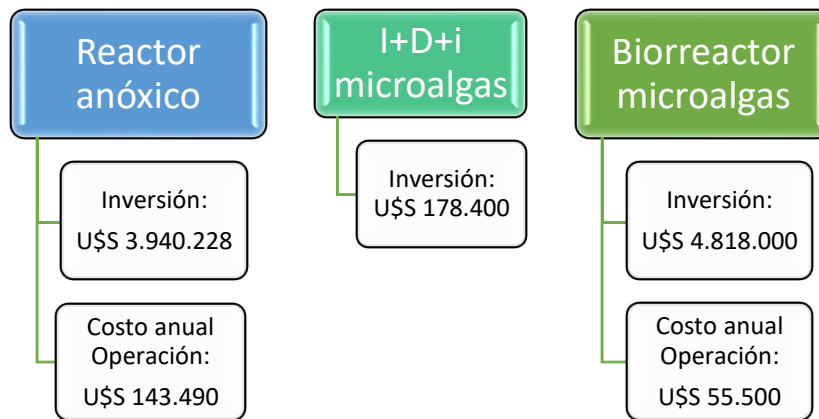 Reactor
anóxico
Inversión:
U$S 3.940.228
Costo anual
Operación:
U$S 143.490
I+D+i
microalgas
Inversión:
U$S 178.400
Biorreactor
microalgas
Inversión:
U$S 4.818.000
Costo anual
Operación:
U$S 55.500